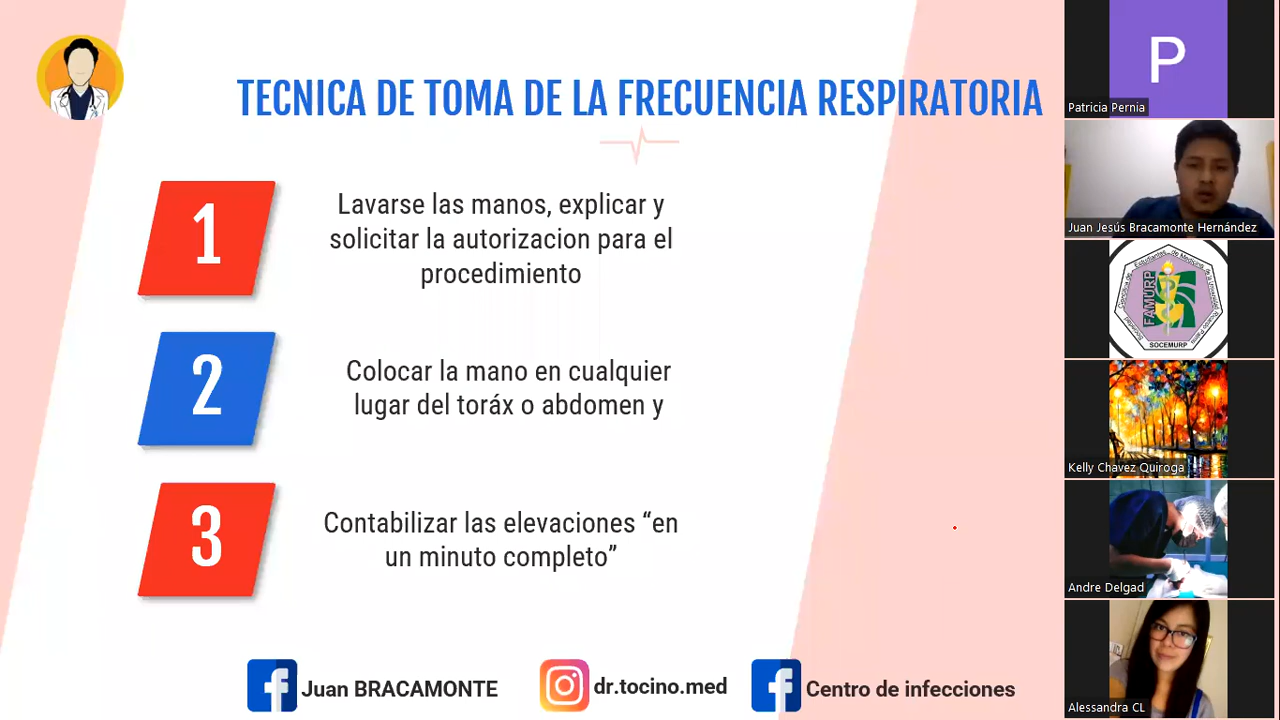 TECNICA DE TOMA DE LA FRECUENCIA RESPIRATORIA
1
Lavarse las manos, explicar y
solicitar la autorizacion para el
procedimiento
2
Colocar la mano en cualquier
lugar del toráx o abdomen y
3
Contabilizar las elevaciones “en
un minuto completo”
Juan BRACAMONTE
dr.tocino.med
Centro de infecciones
P
Patricia Pernia
Juan Jesús Bracamonte Hernández
FAMURP
SOCEMURP
Kelly Chavez Quiroga
Andre Delgad
Alessandra CL